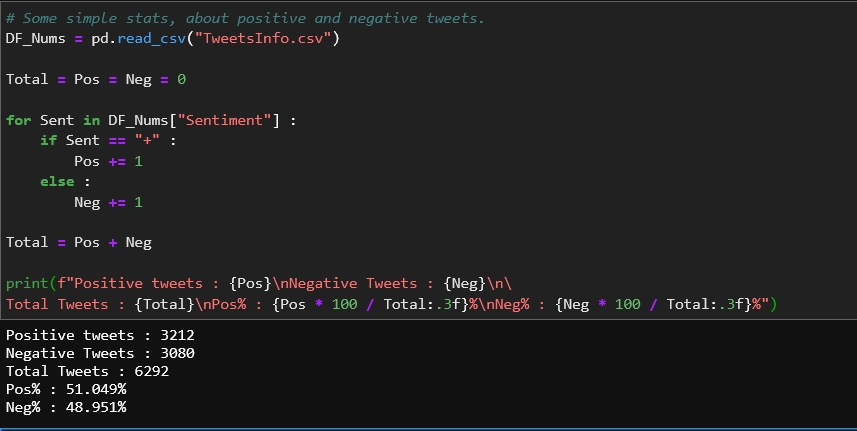 # Some simple stats, about positive and negative tweets.
DF_Nums = pd.read_csv("TweetsInfo.csv")
Total = Pos = Neg = 0
for Sent in DF_Nums["Sentiment"] :
    if Sent == "+" :
        Pos += 1
    else :
        Neg += 1
Total = Pos + Neg
print(f"Positive tweets : {Pos}\nNegative Tweets : {Neg}\n\
Total Tweets : {Total}\nPos% : {Pos * 100 / Total:.3f}%\nNeg% : {Neg * 100 / Total:.3f}%")
Positive tweets : 3212
Negative Tweets : 3080
Total Tweets : 6292
Pos% : 51.049%
Neg% : 48.951%